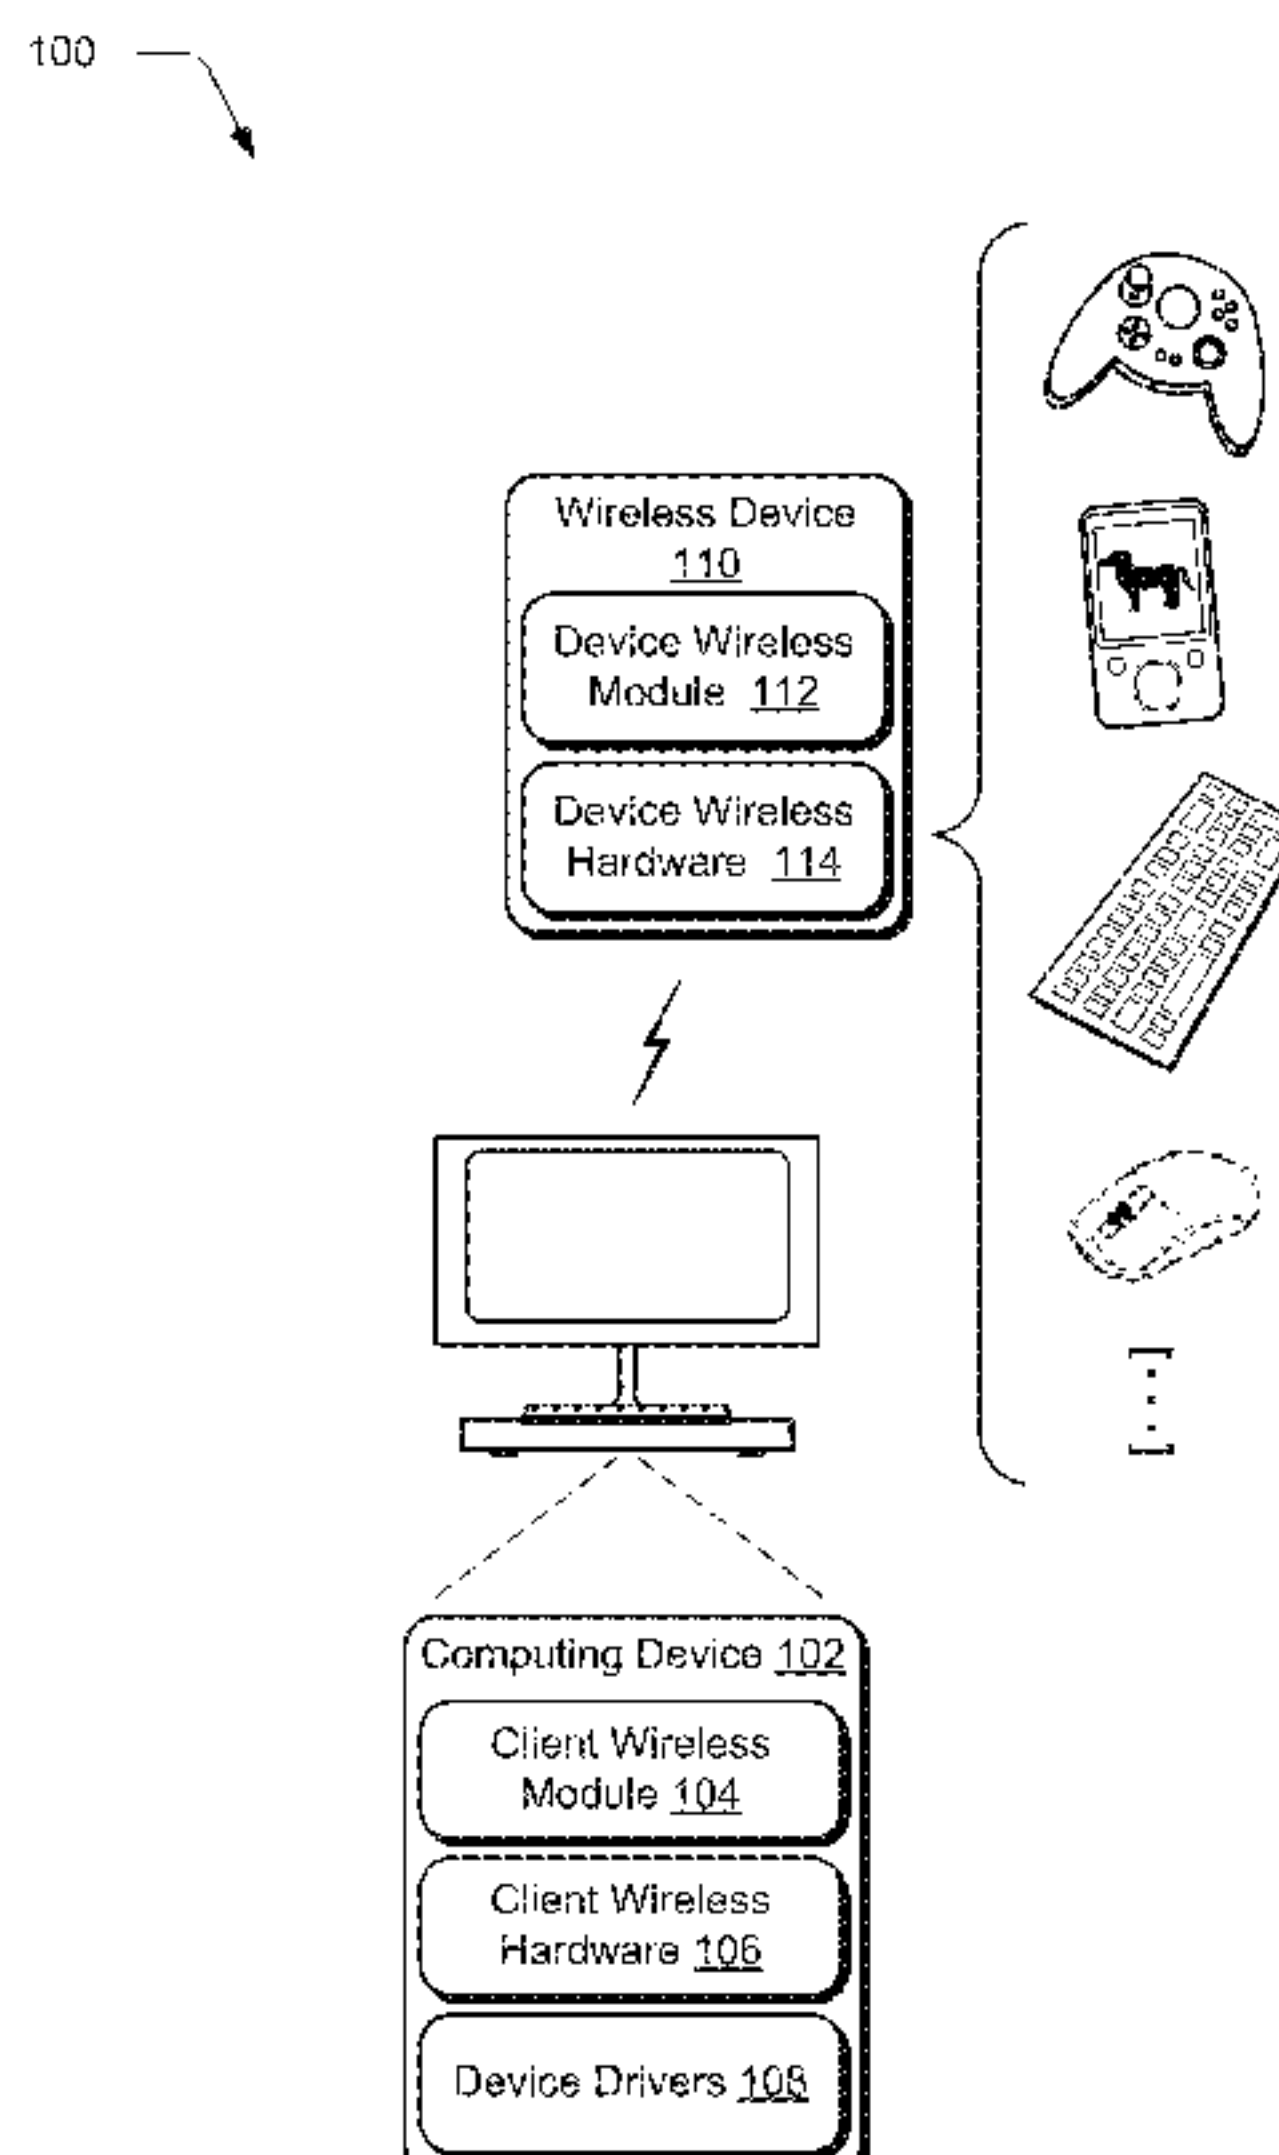 100
Wireless Device
110
Device Wireless
Module 112
Device Wireless
Hardware 114
Computing Device 102
Client Wireless
Module 104
Client Wireless
Hardware 106
Device Drivers 108